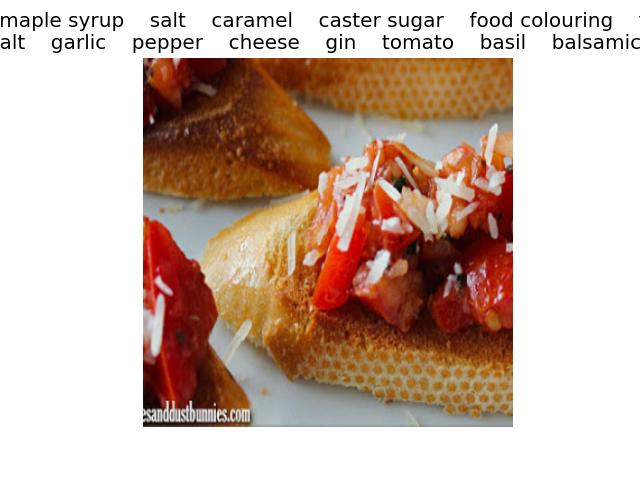 maple syrup salt caramel caster sugar food colouring
alt garlic pepper cheese gin tomato basil balsamic
esanddustbunnies.com